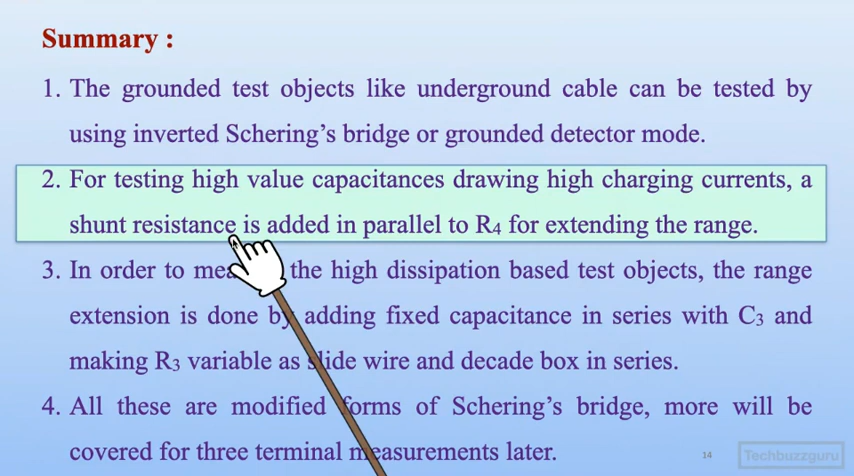 Summary :
1. The grounded test objects like underground cable can be tested by
using inverted Schering's bridge or grounded detector mode.
2. For testing high value capacitances drawing high charging currents, a
shunt resistance is added in parallel to R4 for extending the range.
3. In order to the high dissipation based test objects, the range
extension is done by adding fixed capacitance in series with C3 and
making R3 variable as slide wire and decade box in series.
4. All these are modified forms of Schering's bridge, more will be
covered for three terminal measurements later.
14
Techbuzzguru